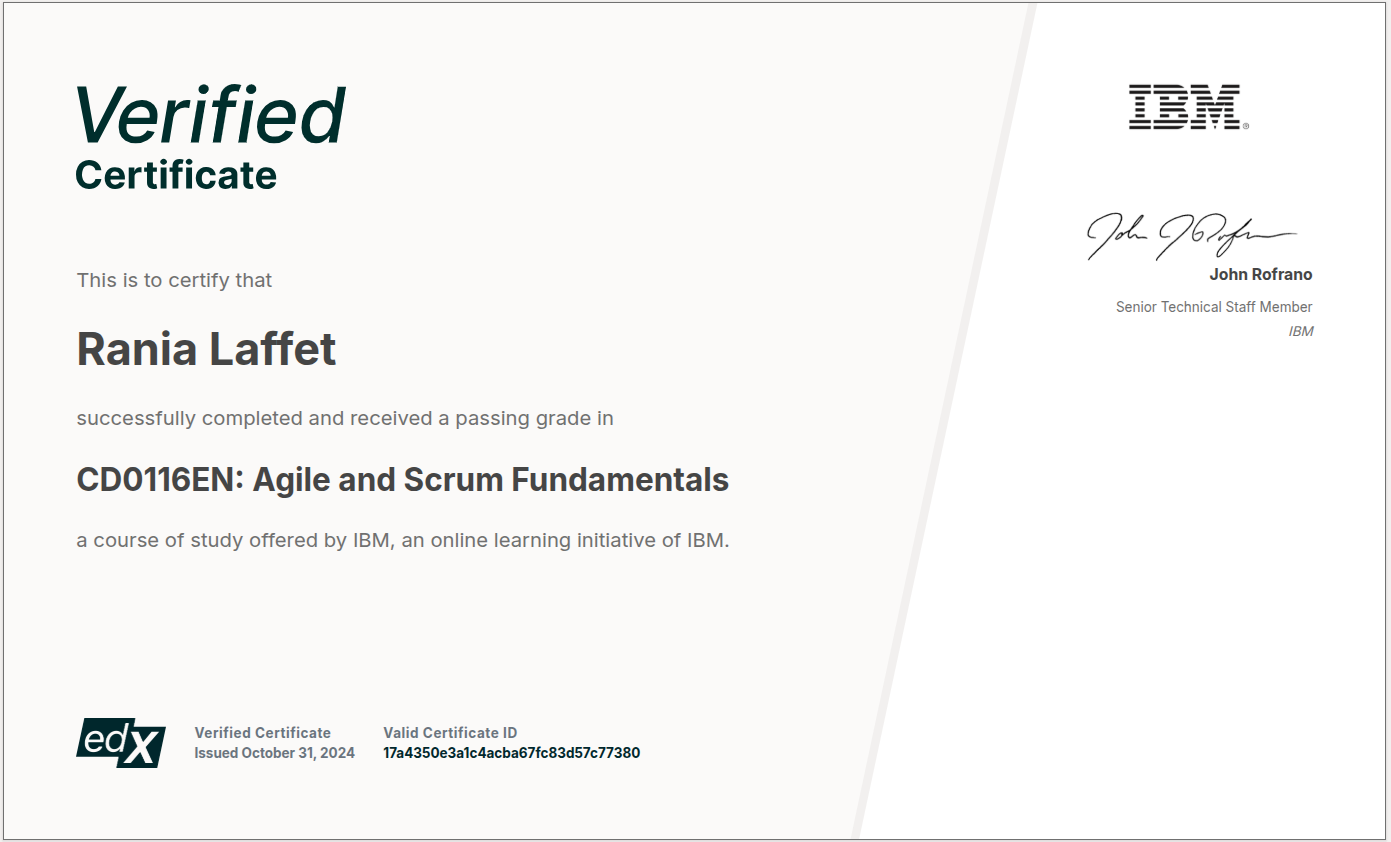 Verified
Certificate
This is to certify that
Rania Laffet
successfully completed and received a passing grade in
CD0116EN: Agile and Scrum Fundamentals
a course of study offered by IBM, an online learning initiative of IBM.
edX
Verified Certificate
Issued October 31, 2024
Valid Certificate ID
17a4350e3a1c4acba67fc83d57c77380
IBM®
John J Rofrano
John Rofrano
Senior Technical Staff Member
IBM